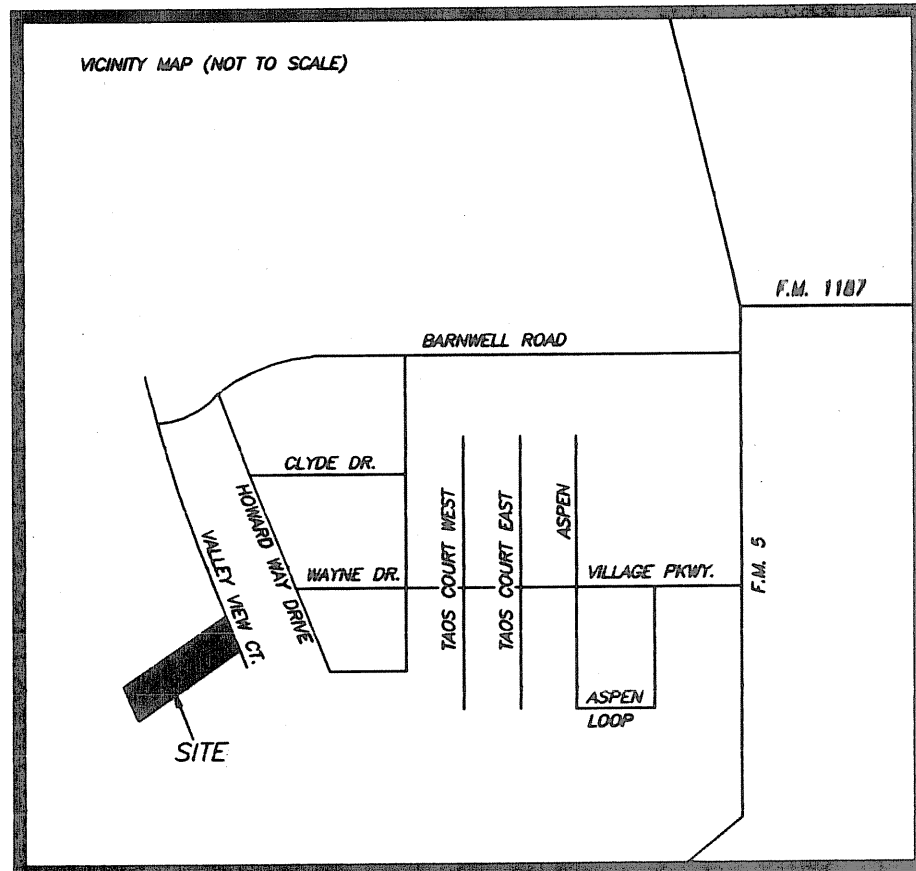 VICINITY MAP (NOT TO SCALE)
F.M. 1187
BARNWELL ROAD
CLYDE DR.
HOWARD WAY DRIVE
TAOS COURT WEST
TAOS COURT EAST
ASPEN
VALLEY VIEW CT.
WAYNE DR.
VILLAGE PKWY.
F.M. 5
ASPEN
LOOP
SITE